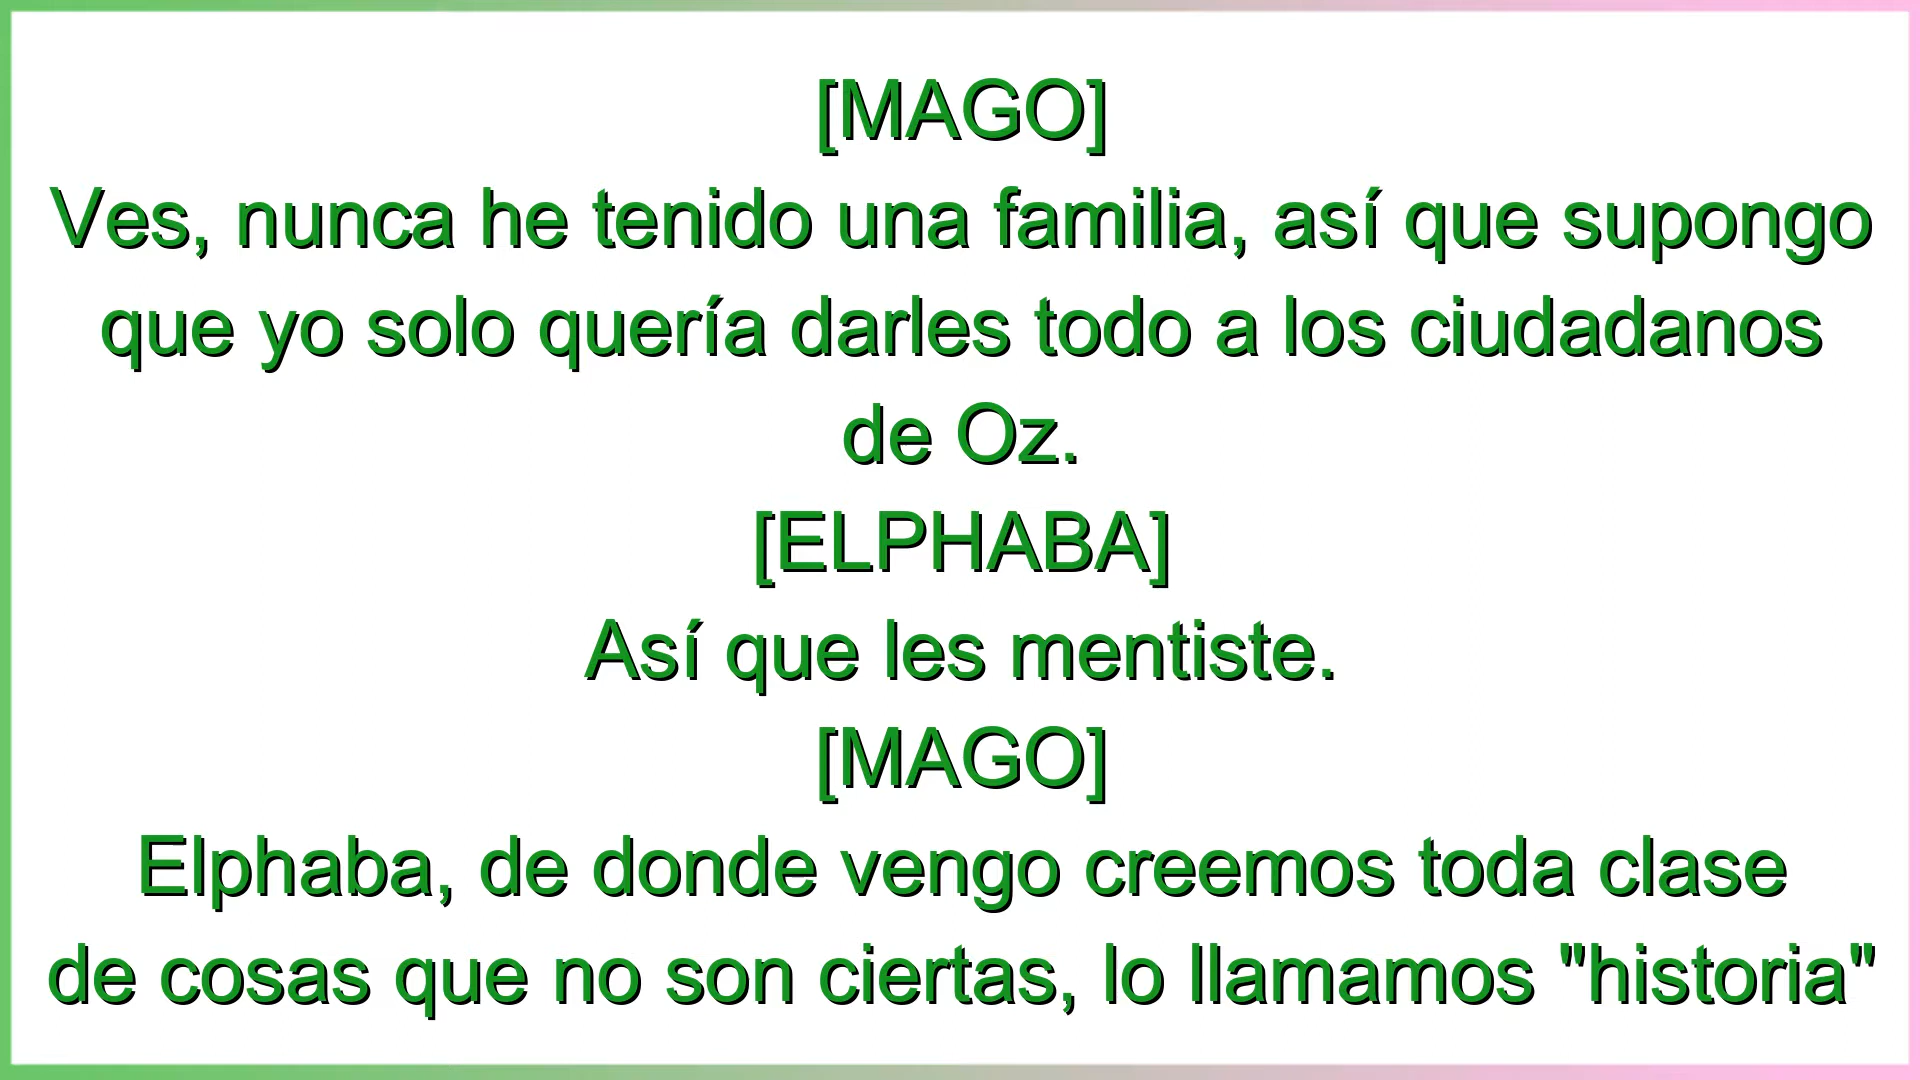 [MAGO]
Ves, nunca he tenido una familia, así que supongo
que yo solo quería darles todo a los ciudadanos
de Oz.
[ELPHABA]
Así que les mentiste.
[MAGO]
Elphaba, de donde vengo creemos toda clase
de cosas que no son ciertas, lo llamamos "historia"